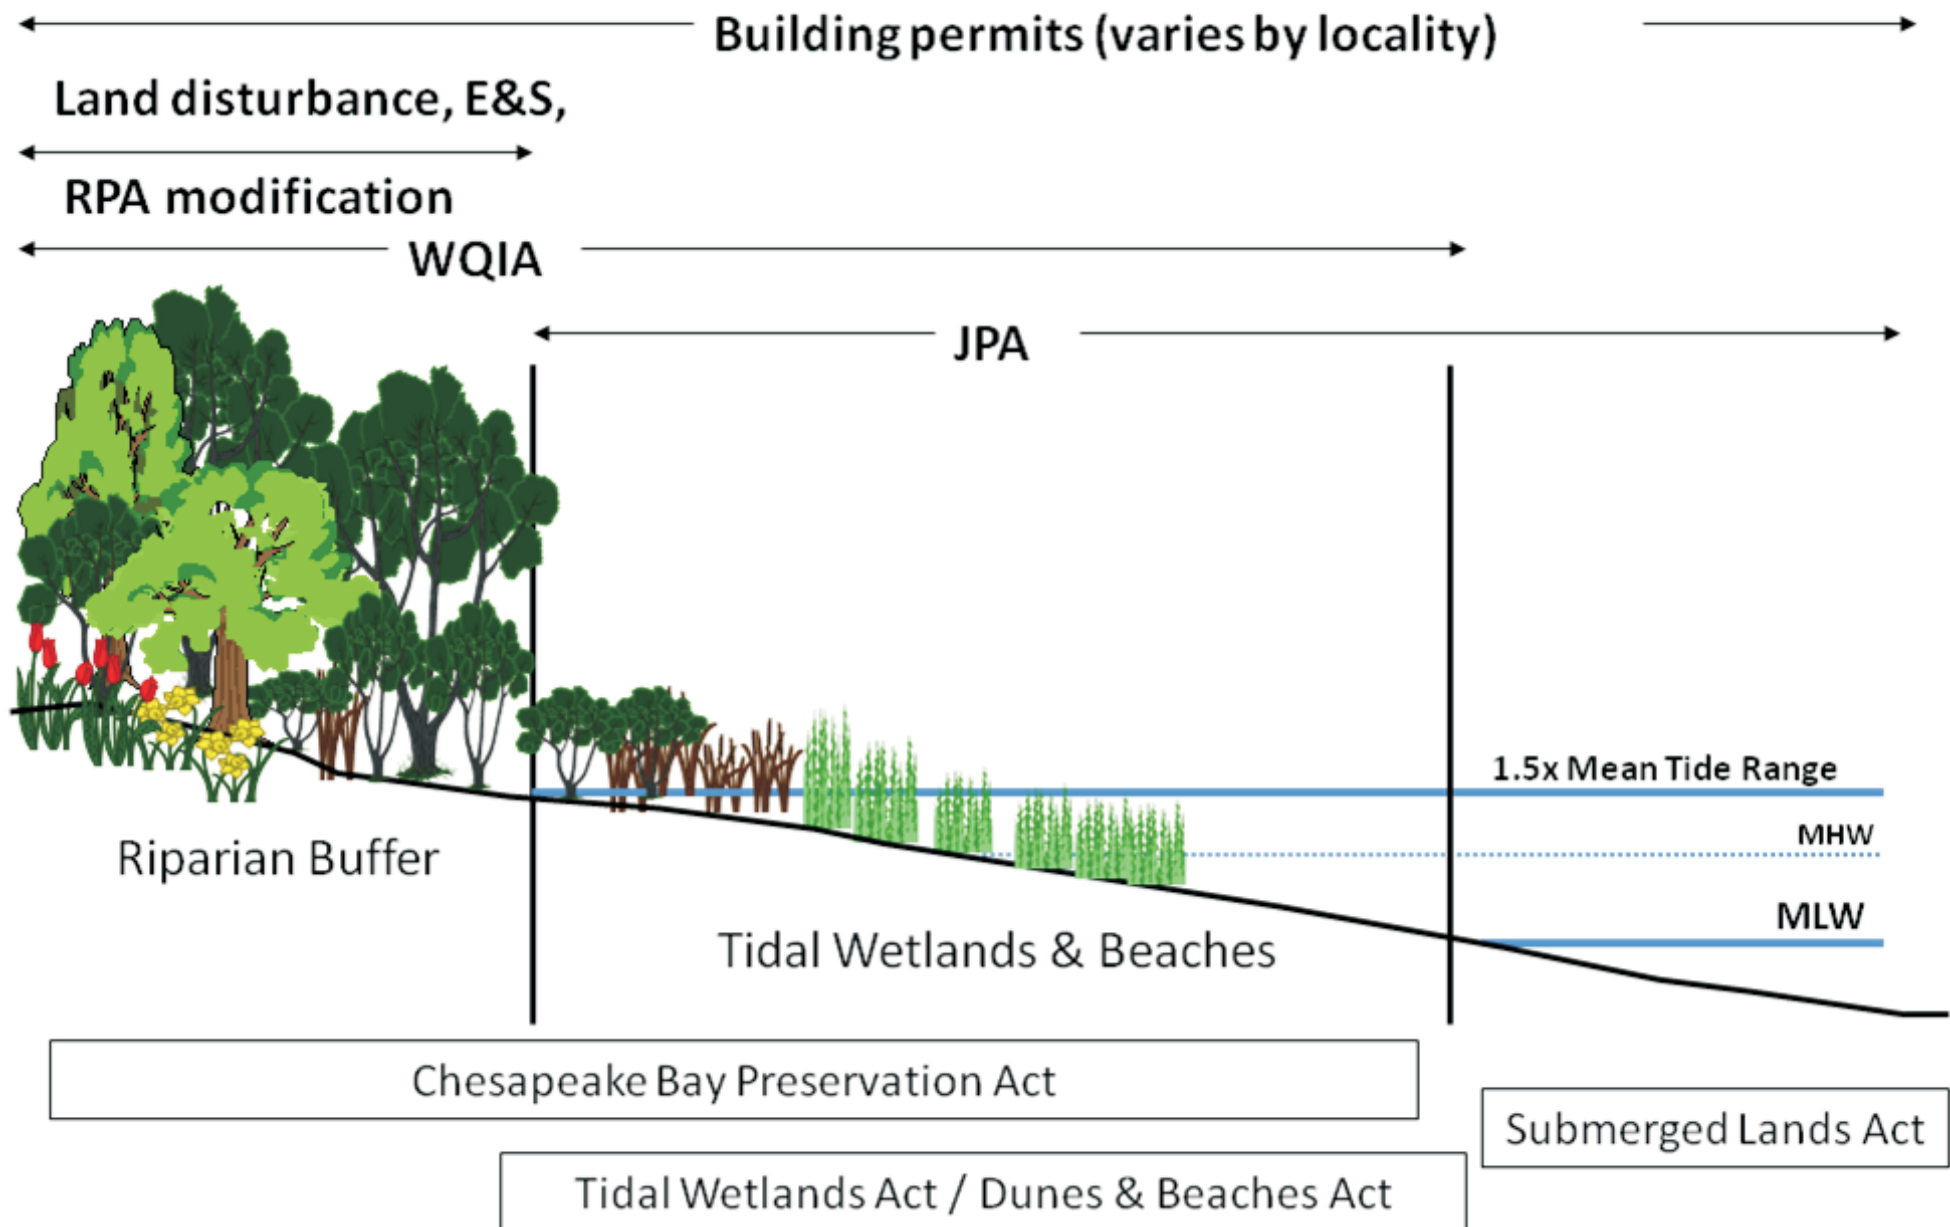 Building permits (varies by locality)
Land disturbance, E&S,
RPA modification
WQIA
JPA
1.5x Mean Tide Range
MHW
Riparian Buffer
MLW
Tidal Wetlands & Beaches
Chesapeake Bay Preservation Act
Submerged Lands Act
Tidal Wetlands Act / Dunes & Beaches Act